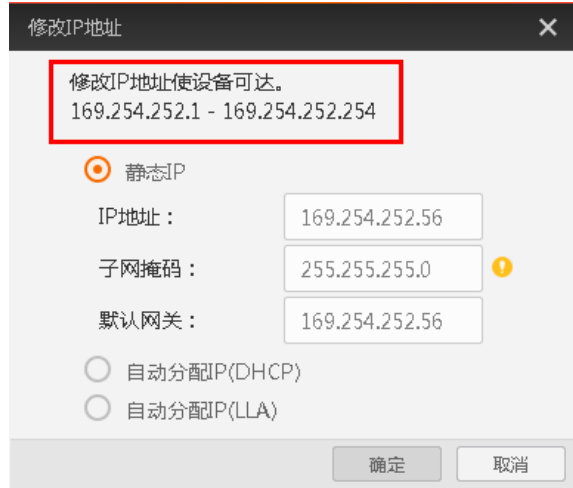 修改IP地址
修改IP地址使设备可达。
169.254.252.1 - 169.254.252.254
静态IP
IP地址： 169.254.252.56
子网掩码： 255.255.255.0
默认网关： 169.254.252.56
自动分配IP(DHCP)
自动分配IP(LLA)
确定 取消